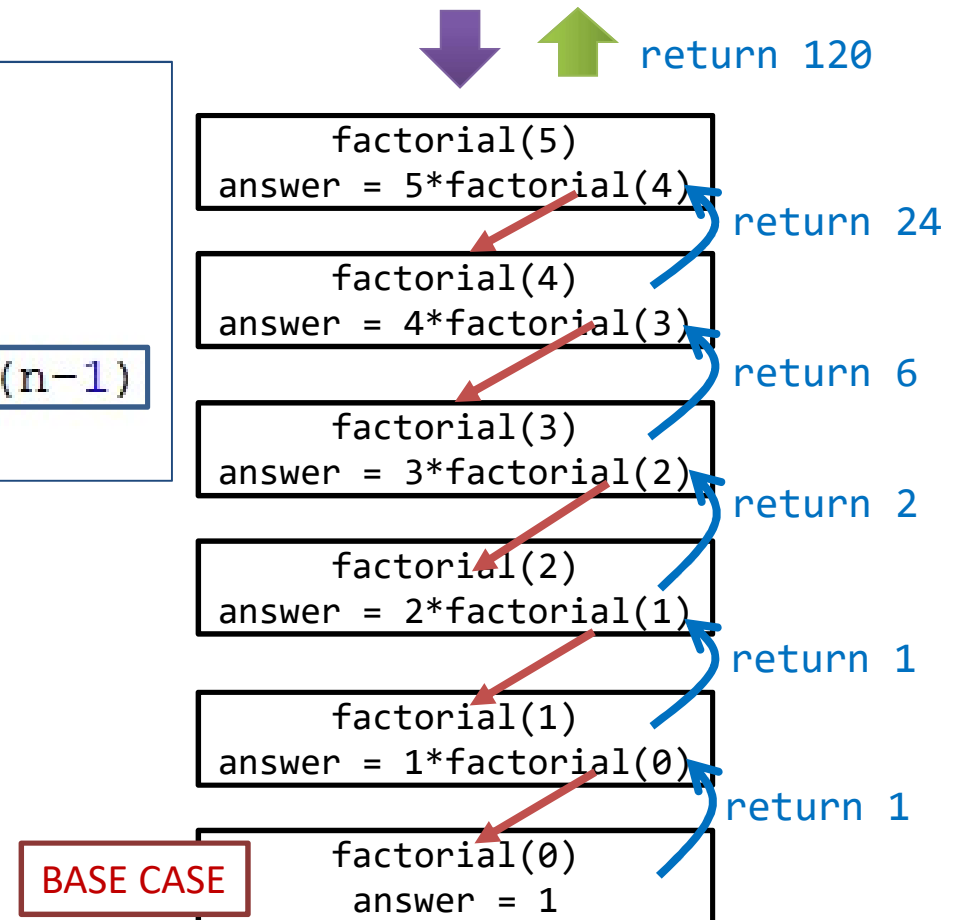 return 120
factorial(5)
answer = 5*factorial(4)
return 24
factorial(4)
answer = 4*factorial(3)
return 6
(n-1)
factorial(3)
answer = 3*factorial(2)
return 2
factorial(2)
answer = 2*factorial(1)
return 1
factorial(1)
answer = 1*factorial(0)
return 1
BASE CASE
factorial(0)
answer = 1